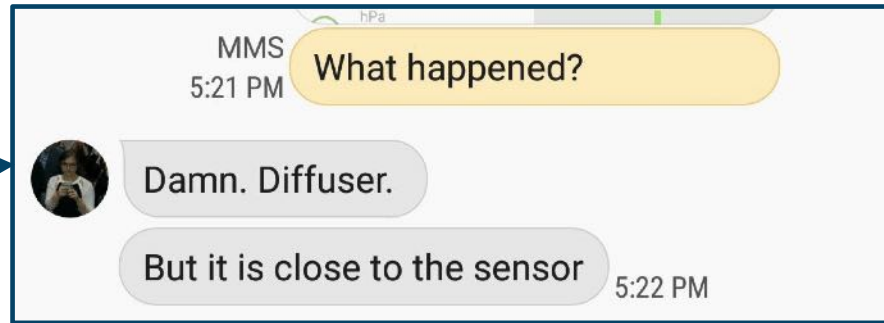 hPa
MMS
5:21 PM
What happened?
Damn. Diffuser.
But it is close to the sensor
5:22 PM